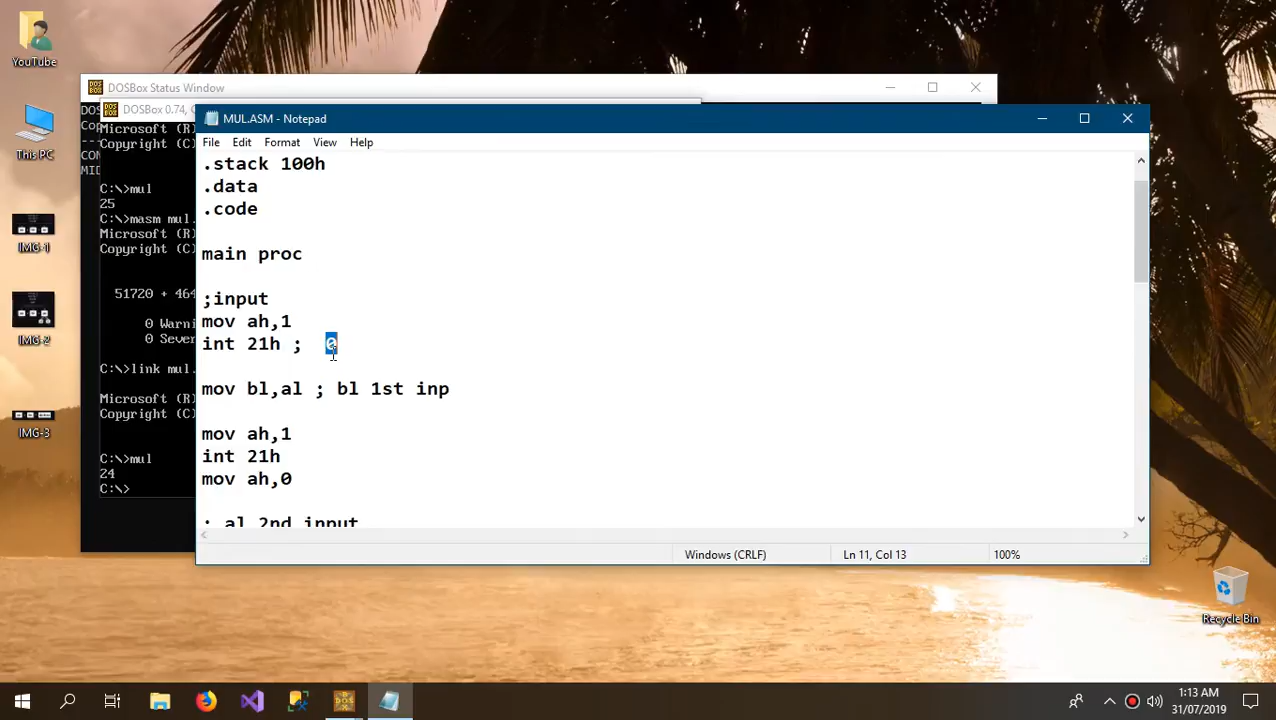 YouTube
This PC
IMG-1
IMG-2
IMG-3
Recycle Bin
DOSBox Status Window
DOSBox 0.74,
Microsoft (R)
Copyright (C)
C:\>mul
25
C:\>masm mul.
Microsoft (R)
Copyright (C)
51720 + 464
0 Warni
0 Sever
C:\>link mul.
Microsoft (R)
Copyright (C)
C:\>mul
24
C:\>
MUL.ASM - Notepad
File Edit Format View Help
.stack 100h
.data
.code
main proc
;input
mov ah,1
int 21h ;
mov bl,al ; bl 1st inp
mov ah,1
int 21h
mov ah,0
; al 2nd input
Windows (CRLF) Ln 11, Col 13 100%
1:13 AM
31/07/2019